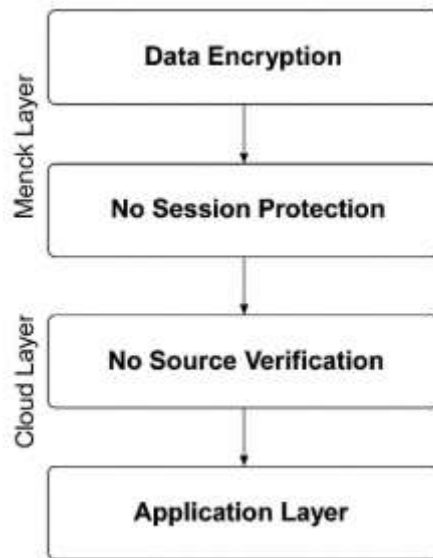 Menck Layer
Data Encryption
No Session Protection
Cloud Layer
No Source Verification
Application Layer